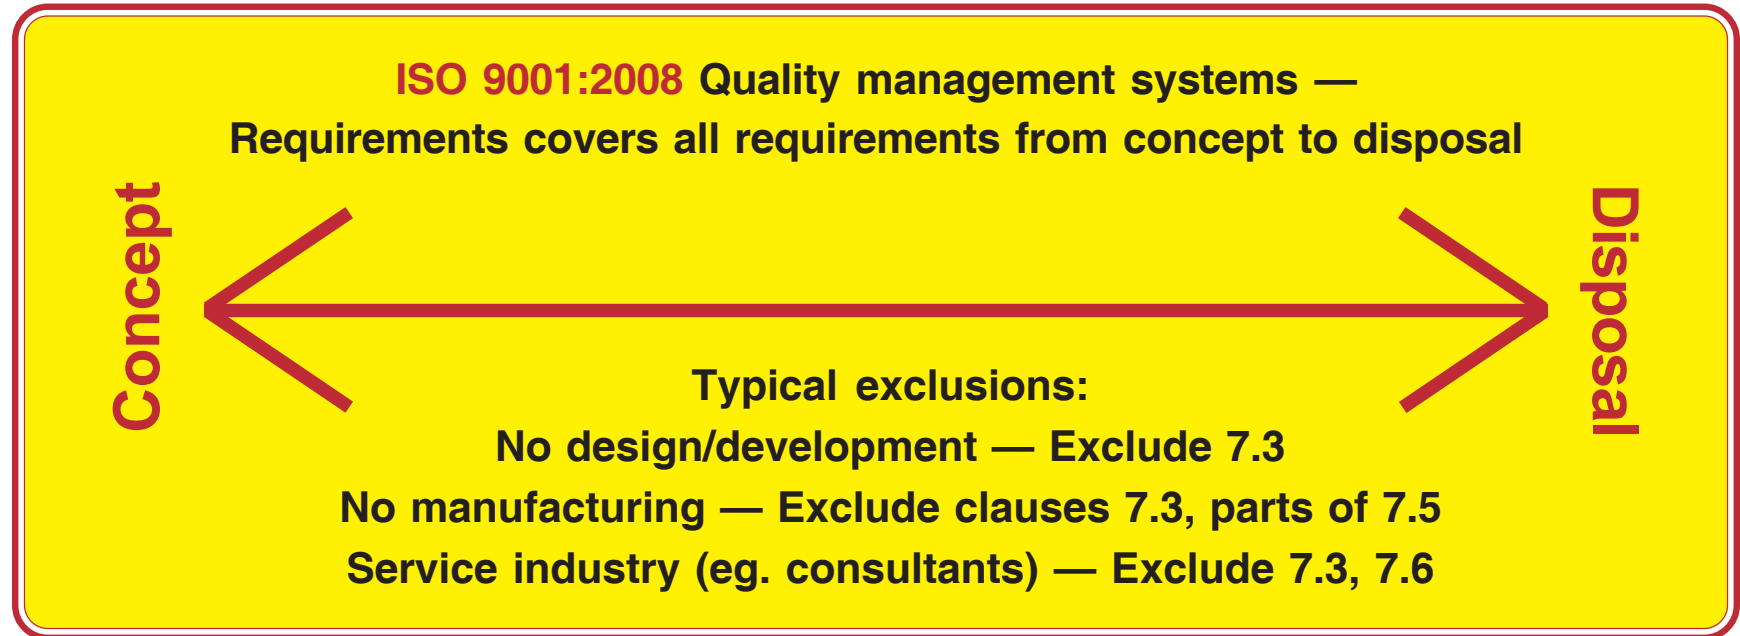 ISO 9001:2008 Quality management systems —
Requirements covers all requirements from concept to disposal
Concept
Disposal
Typical exclusions:
No design/development — Exclude 7.3
No manufacturing — Exclude clauses 7.3, parts of 7.5
Service industry (eg. consultants) — Exclude 7.3, 7.6